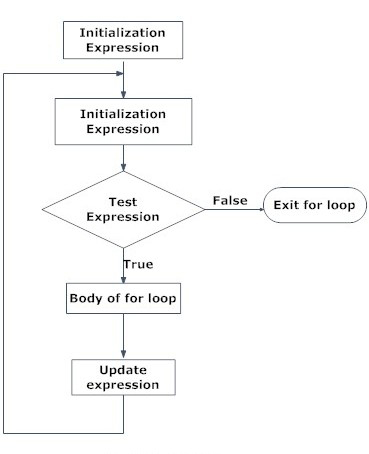 Initialization
Expression
Initialization
Expression
Test
Expression
False
Exit for loop
True
Body of for loop
Update
expression